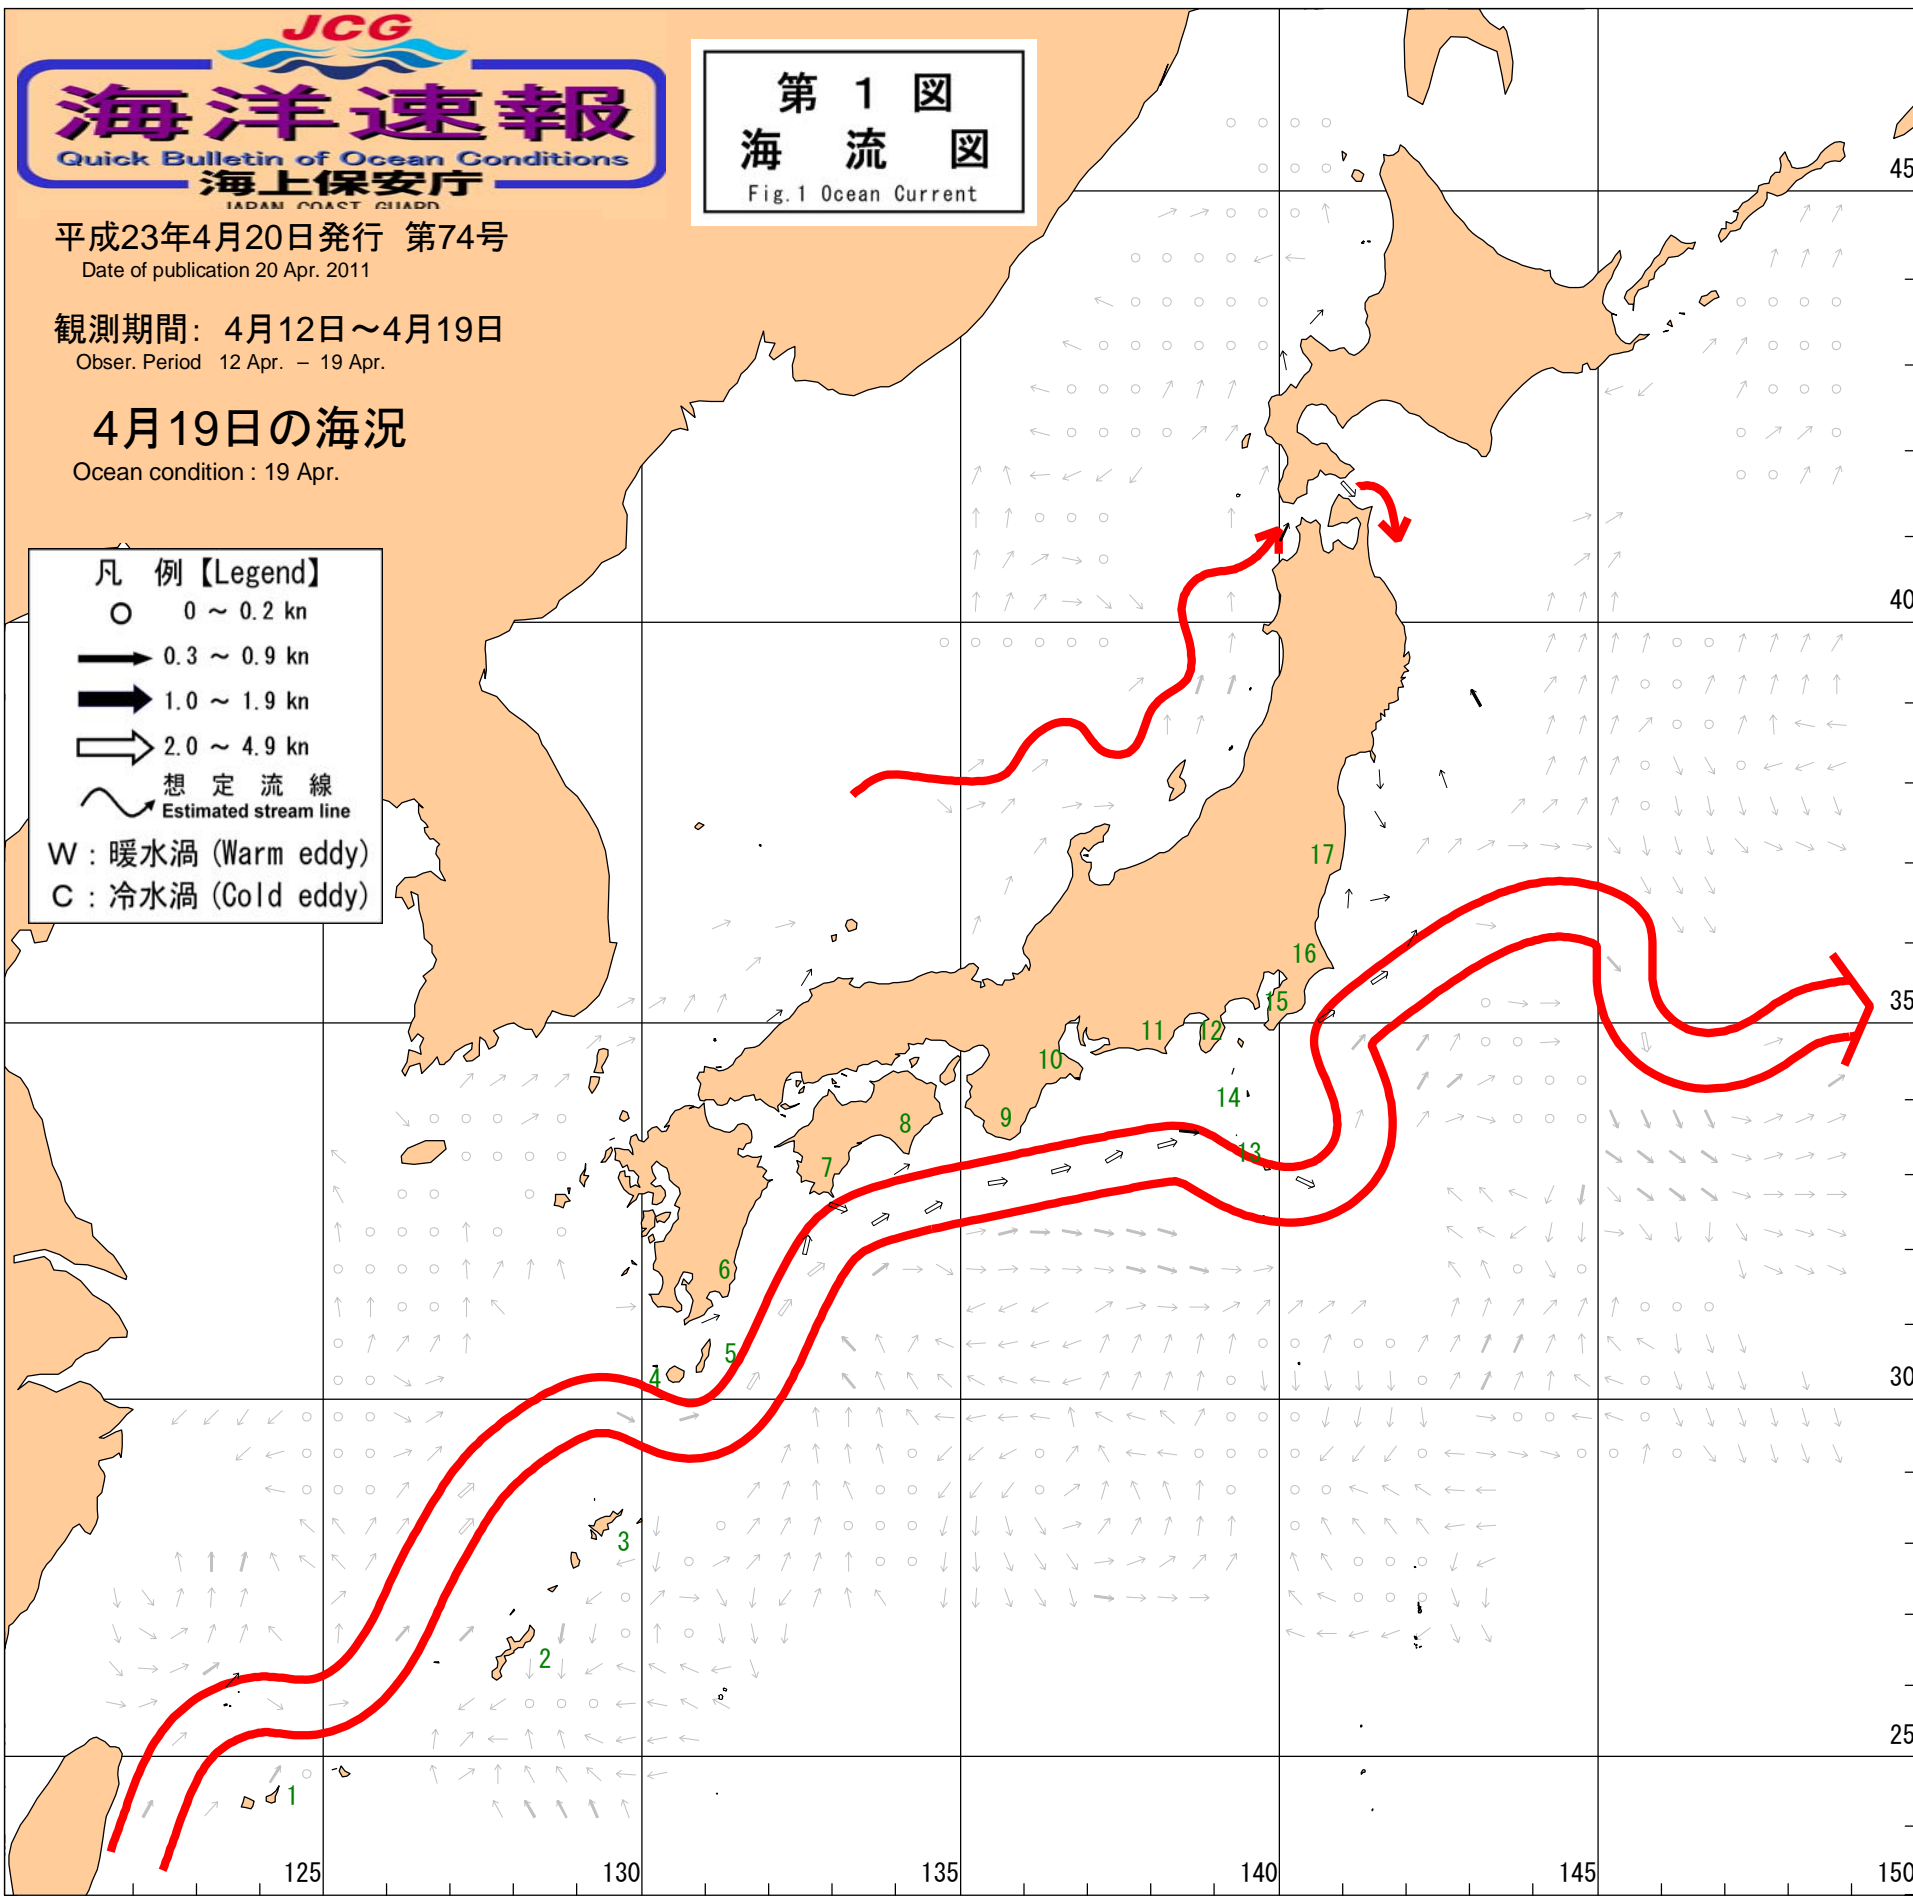 JCG
海洋速報
Quick Bulletin of Ocean Conditions
海上保安庁
JAPAN COAST GUARD
平成23年4月20日発行 第74号
Date of publication 20 Apr. 2011
観測期間: 4月12日～4月19日
Obser. Period 12 Apr. – 19 Apr.
4月19日の海況
Ocean condition : 19 Apr.
第 1 図
海 流 図
Fig.1 Ocean Current
凡 例【Legend】
0 ～ 0.2 kn
0.3 ～ 0.9 kn
1.0 ～ 1.9 kn
2.0 ～ 4.9 kn
想 定 流 線
Estimated stream line
W : 暖水渦 (Warm eddy)
C : 冷水渦 (Cold eddy)
45
40
17
16
35
15
12
11
10
14
9
8
13
7
6
5
4
30
3
2
25
1
125
130
135
140
145
150